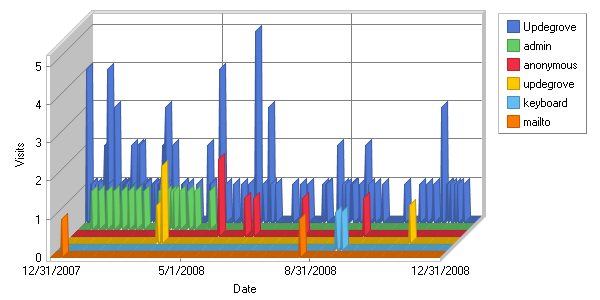 Updegrove
admin
anonymous
updegrove
keyboard
mailto
Visits
5
4
3
2
1
0
12/31/2007
5/1/2008
8/31/2008
12/31/2008
Date